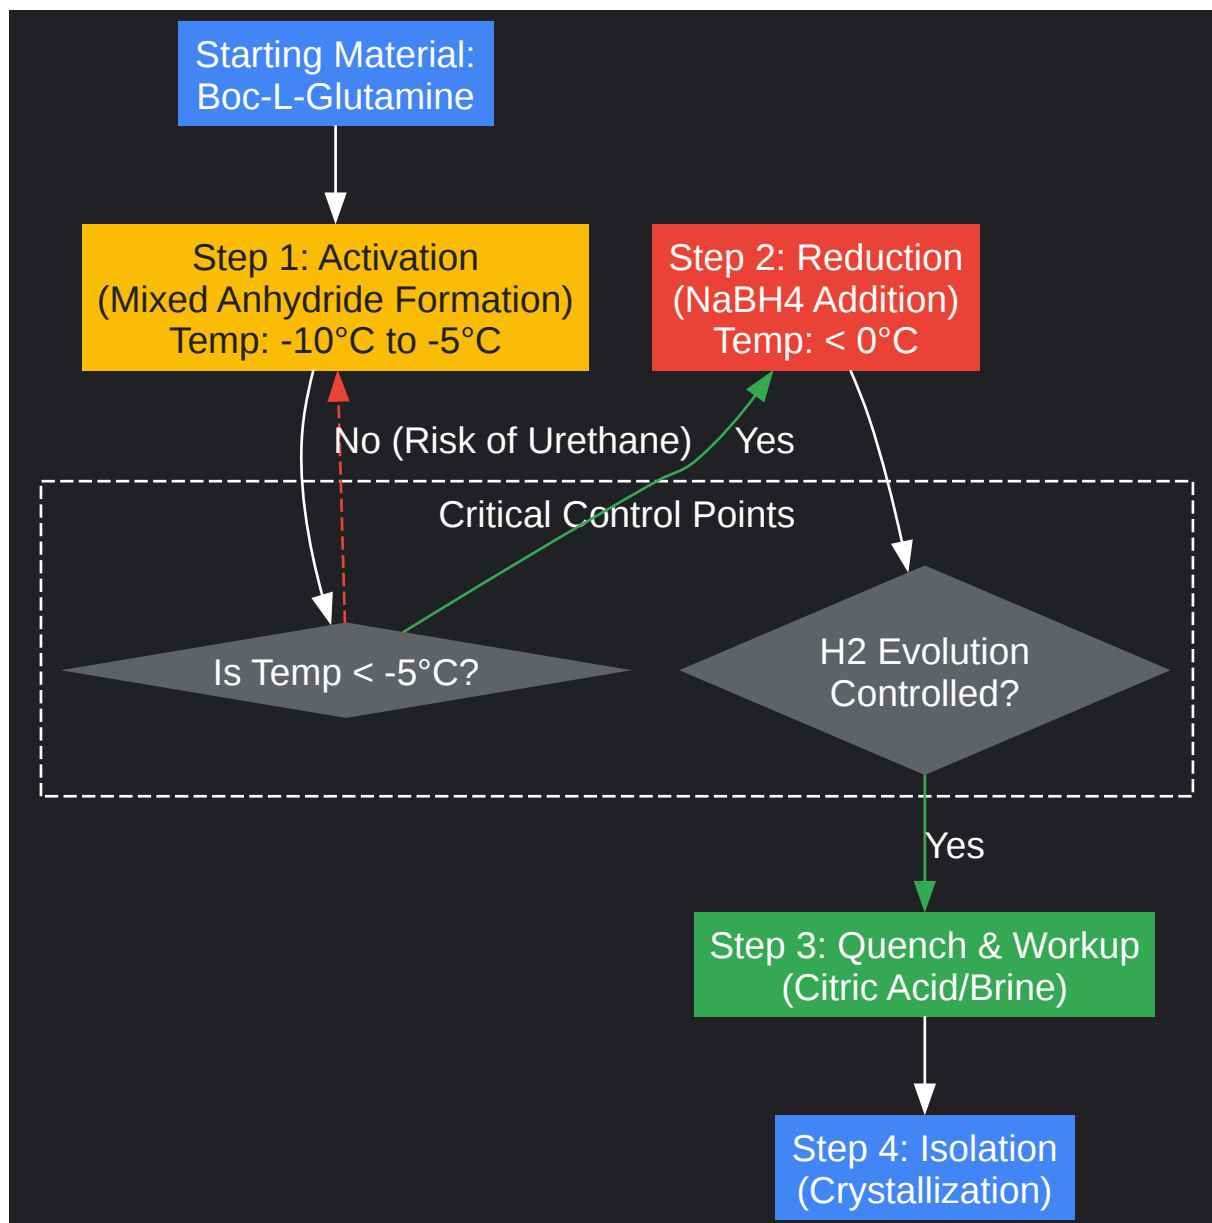 Starting Material:
Boc-L-Glutamine
Step 1: Activation
(Mixed Anhydride Formation)
Temp: -10°C to -5°C
Step 2: Reduction
(NaBH4 Addition)
Temp: < 0°C
No (Risk of Urethane)
Yes
Critical Control Points
Is Temp < -5°C?
H2 Evolution
Controlled?
Yes
Step 3: Quench & Workup
(Citric Acid/Brine)
Step 4: Isolation
(Crystallization)